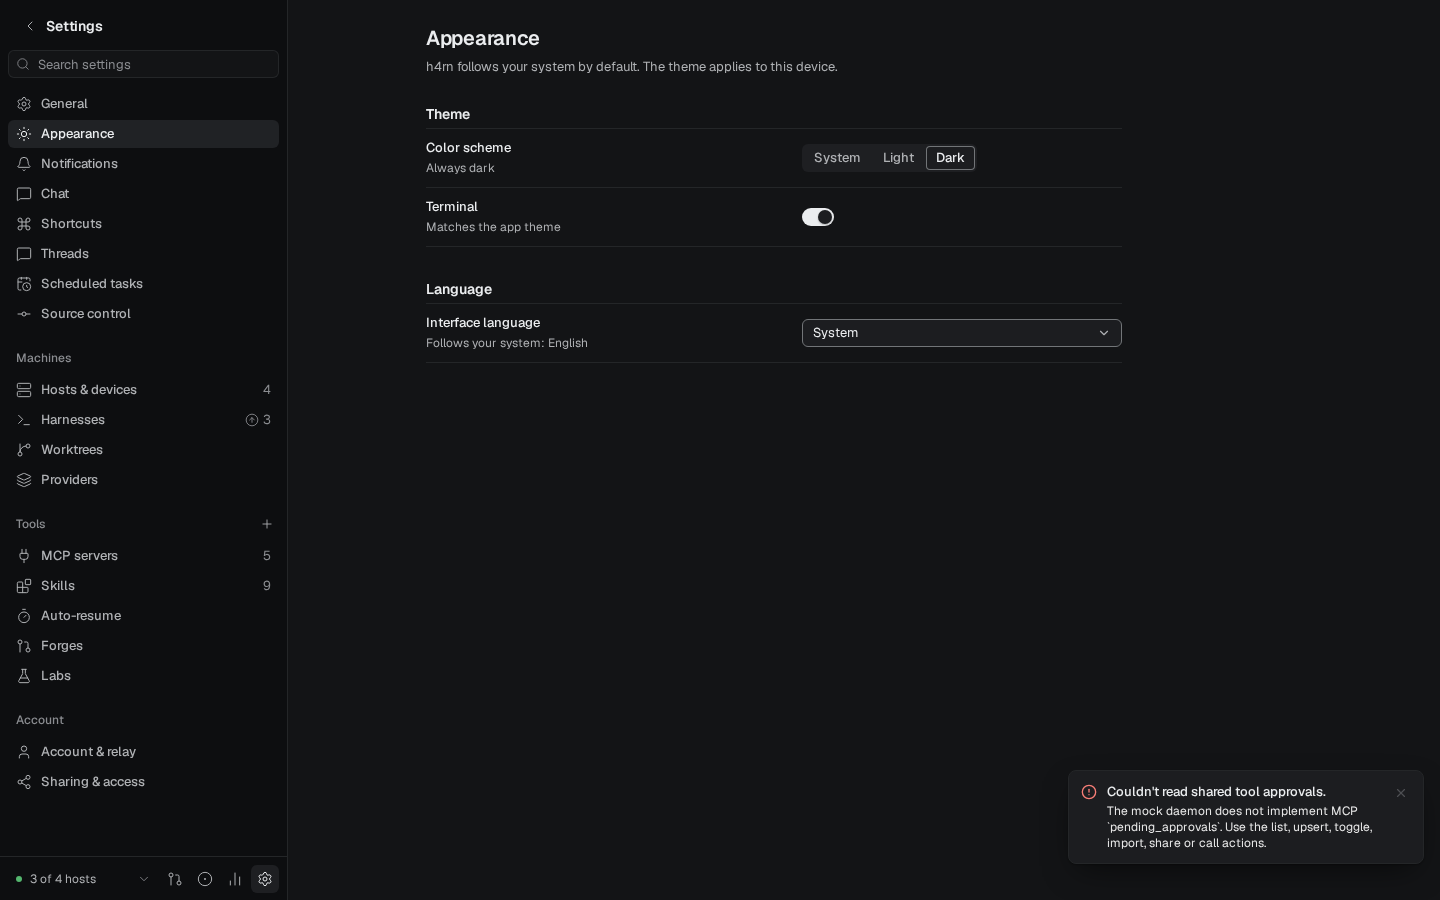 Settings
Search settings
General
Appearance
Notifications
Chat
Shortcuts
Threads
Scheduled tasks
Source control
Machines
Hosts & devices 4
Harnesses 3
Worktrees
Providers
Tools
MCP servers 5
Skills 9
Auto-resume
Forges
Labs
Account
Account & relay
Sharing & access
3 of 4 hosts
Appearance
h4rn follows your system by default. The theme applies to this device.
Theme
Color scheme
Always dark
System Light Dark
Terminal
Matches the app theme
Language
Interface language
Follows your system: English
System
Couldn't read shared tool approvals.
The mock daemon does not implement MCP
`pending_approvals`. Use the list, upsert, toggle,
import, share or call actions.